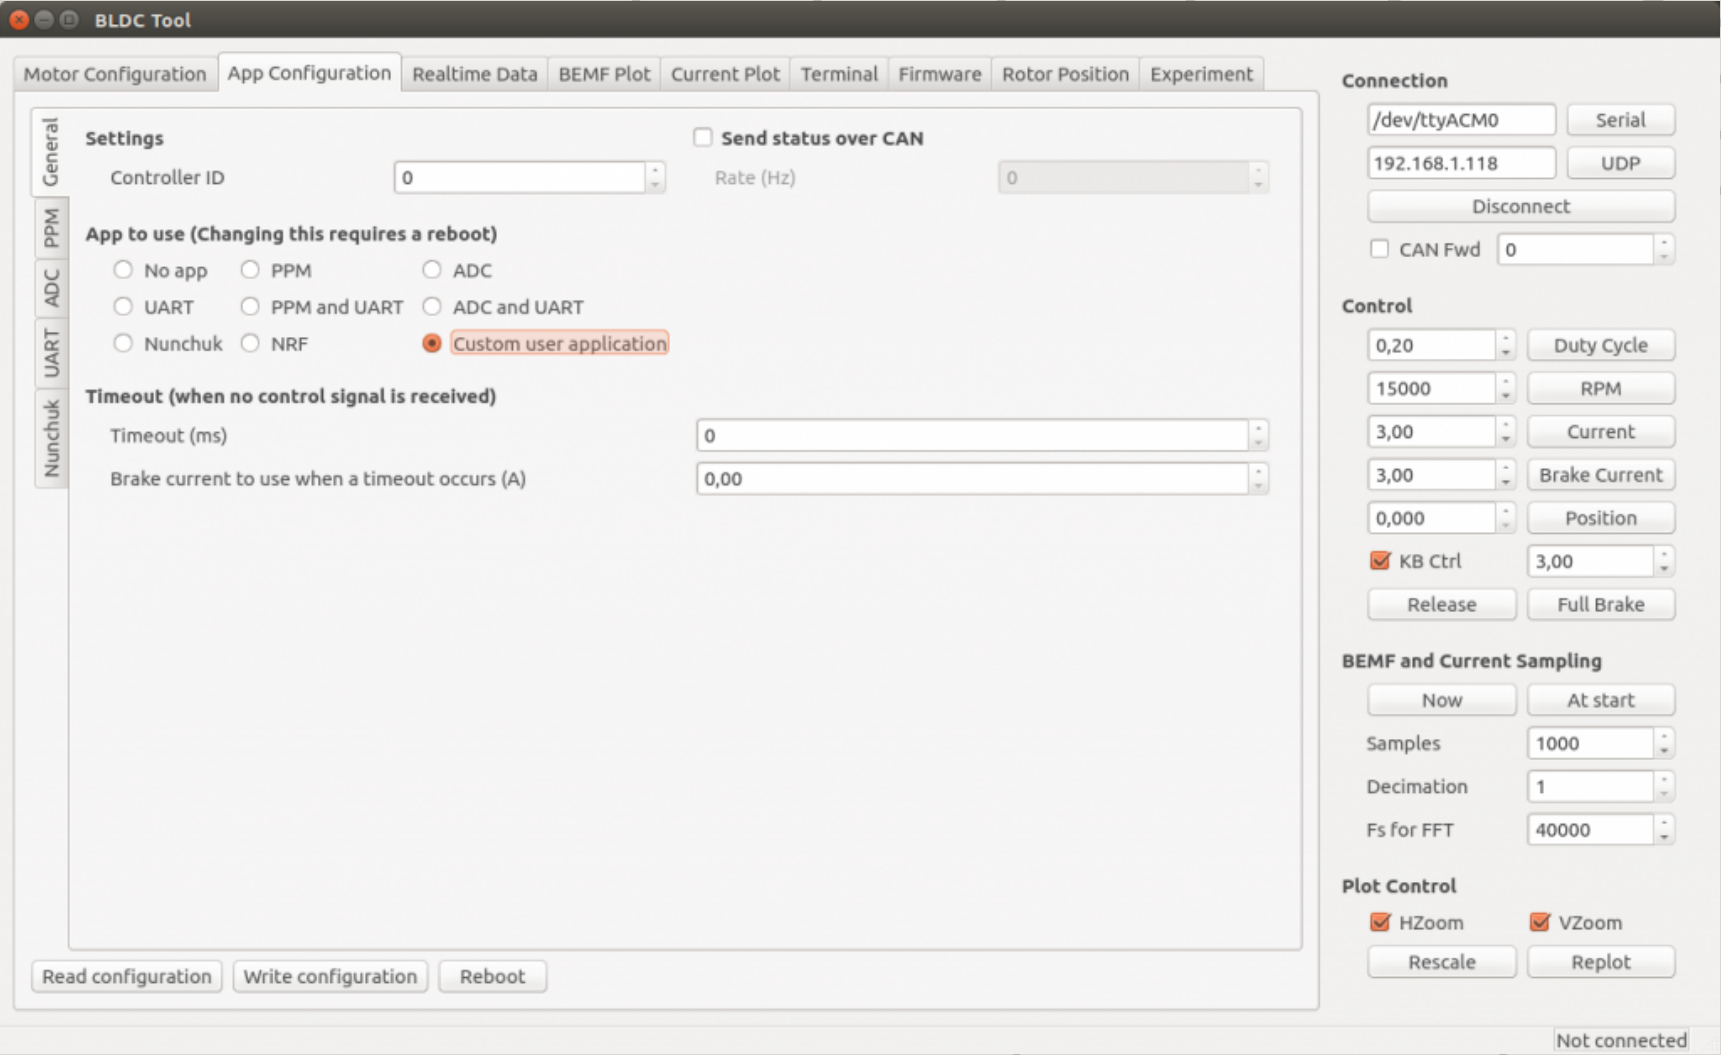 BLDC Tool
Motor Configuration App Configuration Realtime Data BEMF Plot Current Plot Terminal Firmware Rotor Position Experiment
General
PPM
ADC
UART
Nunchuk
Settings
Send status over CAN
Controller ID 0
Rate (Hz) 0
App to use (Changing this requires a reboot)
No app PPM ADC
UART PPM and UART ADC and UART
Nunchuk NRF Custom user application
Timeout (when no control signal is received)
Timeout (ms) 0
Brake current to use when a timeout occurs (A) 0,00
Read configuration Write configuration Reboot
Connection
/dev/ttyACM0 Serial
192.168.1.118 UDP
Disconnect
CAN Fwd 0
Control
0,20 Duty Cycle
15000 RPM
3,00 Current
3,00 Brake Current
0,000 Position
KB Ctrl 3,00
Release Full Brake
BEMF and Current Sampling
Now At start
Samples 1000
Decimation 1
Fs for FFT 40000
Plot Control
HZoom VZoom
Rescale Replot
Not connected